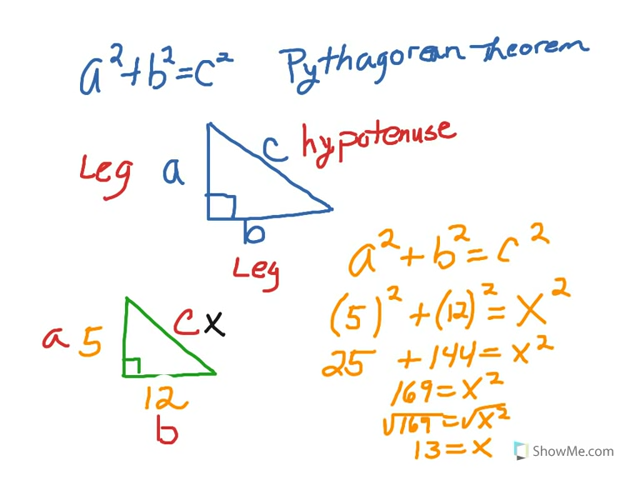 a²+b²=c² Pythagorean Theorem
Leg a c hypotenuse
b
Leg
a²+b²=c²
(5)²+(12)²=x²
a 5 c x
25 +144=x²
12
169=x²
b
√169=√x²
13=x
ShowMe.com